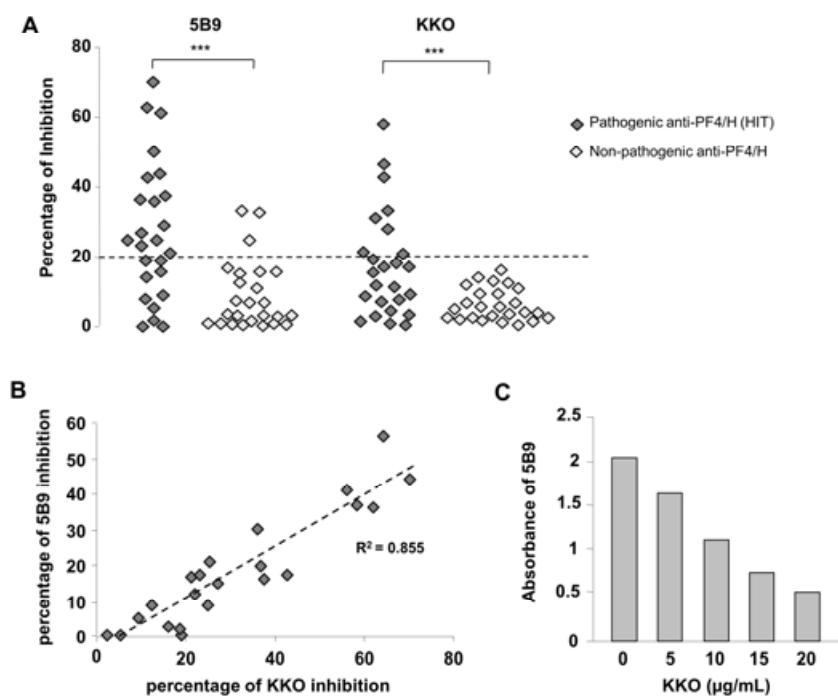 A
5B9
KKO
***
***
80
60
40
20
0
Percentage of Inhibition
Pathogenic anti-PF4/H (HIT)
Non-pathogenic anti-PF4/H
B
60
50
40
30
20
10
0
percentage of 5B9 inhibition
R² = 0.855
0 20 40 60 80
percentage of KKO inhibition
C
2.5
2
1.5
1
0.5
0
Absorbance of 5B9
0 5 10 15 20
KKO (µg/mL)